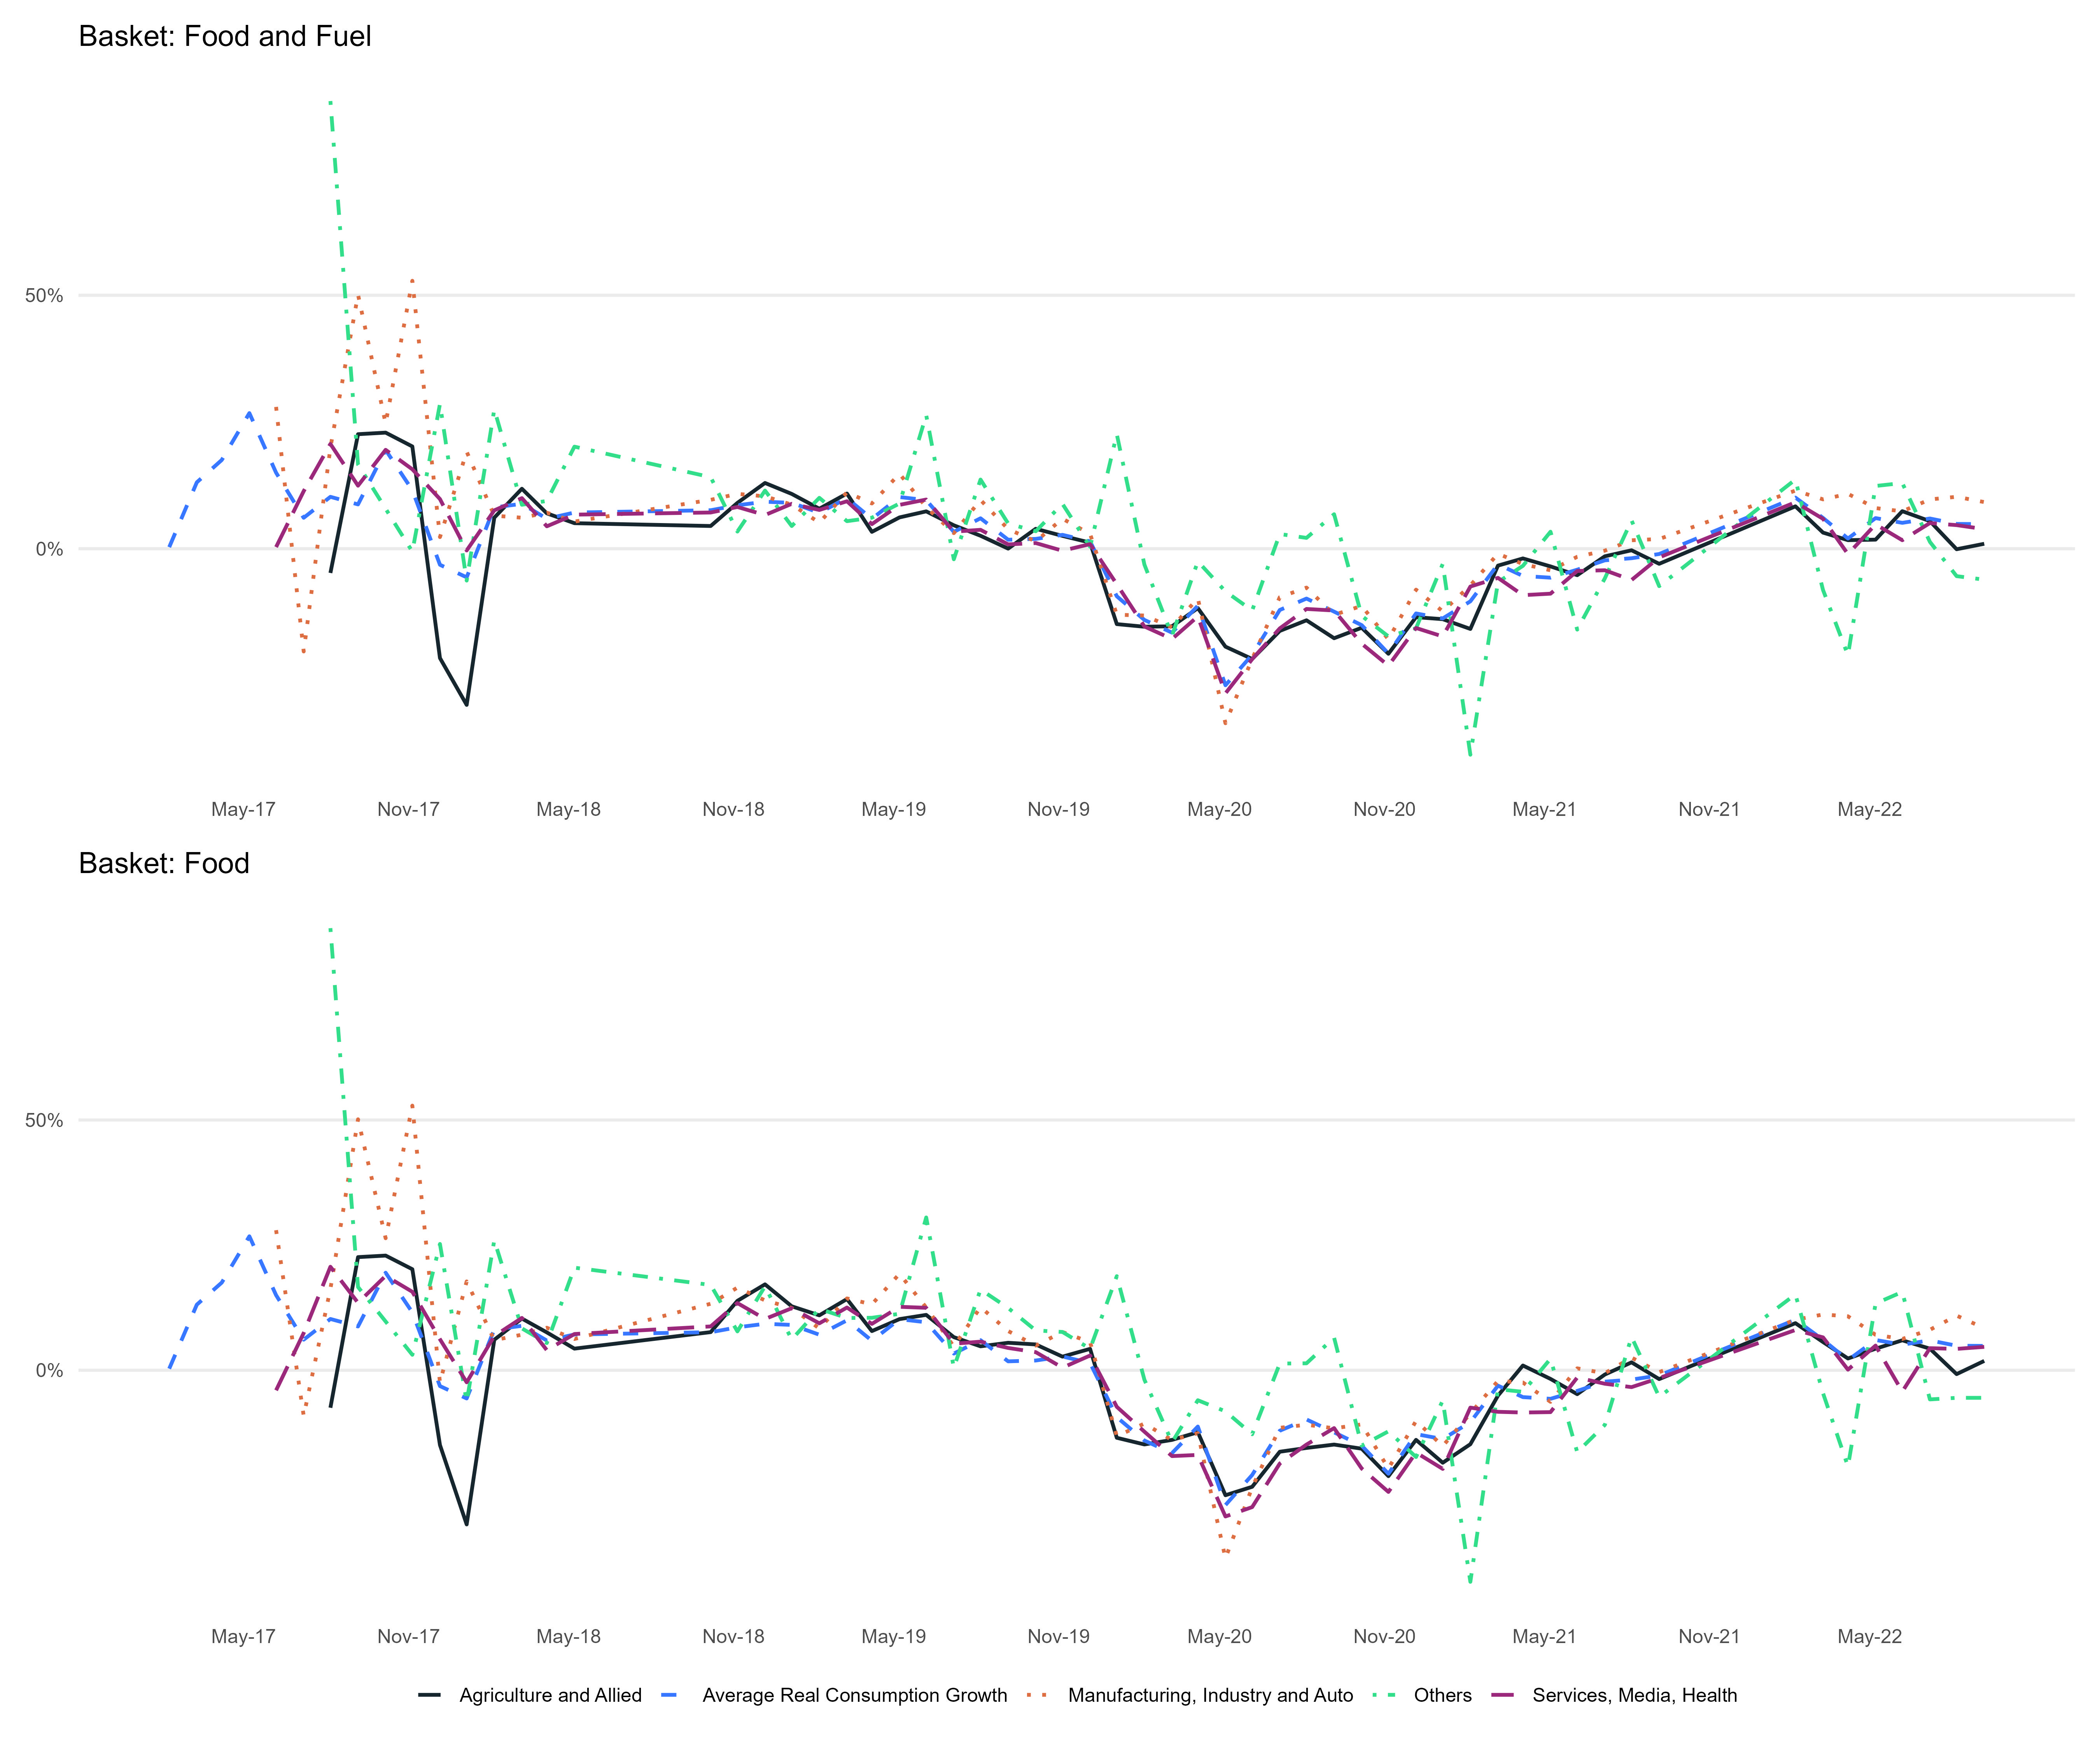 Basket: Food and Fuel
50%
0%
May-17 Nov-17 May-18 Nov-18 May-19 Nov-19 May-20 Nov-20 May-21 Nov-21 May-22
Basket: Food
50%
0%
May-17 Nov-17 May-18 Nov-18 May-19 Nov-19 May-20 Nov-20 May-21 Nov-21 May-22
Agriculture and Allied Average Real Consumption Growth Manufacturing, Industry and Auto Others Services, Media, Health